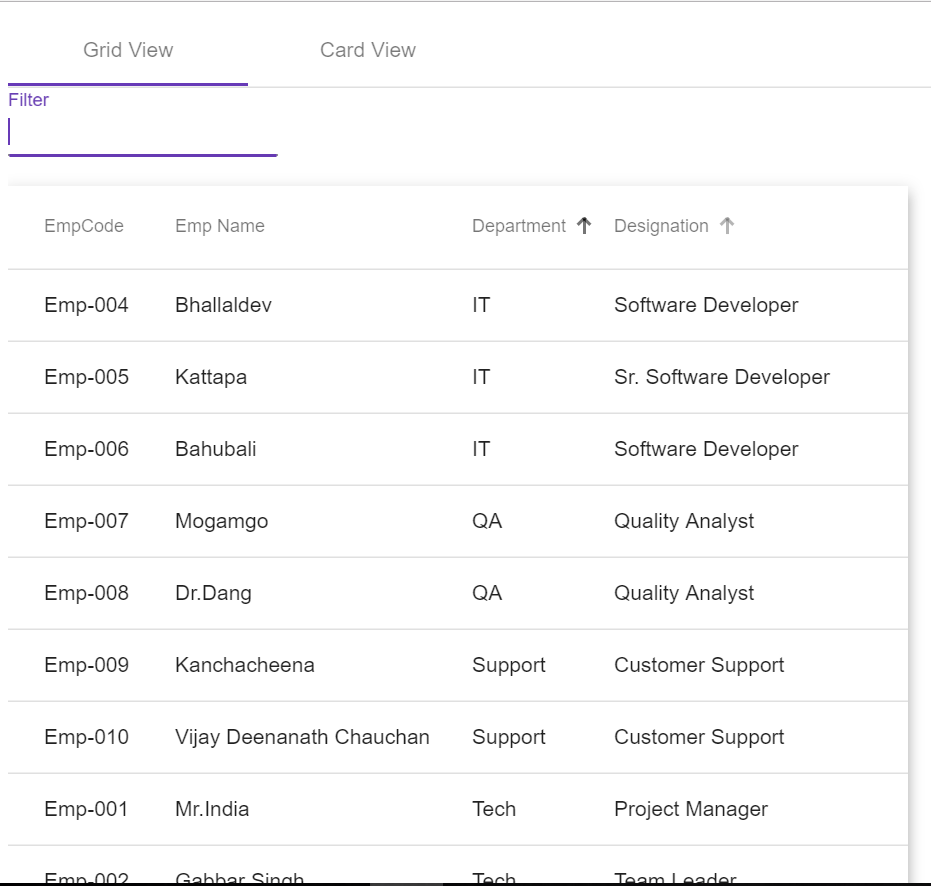 Grid View Card View
Filter
EmpCode Emp Name Department Designation
Emp-004 Bhallaldev IT Software Developer
Emp-005 Kattapa IT Sr. Software Developer
Emp-006 Bahubali IT Software Developer
Emp-007 Mogamgo QA Quality Analyst
Emp-008 Dr.Dang QA Quality Analyst
Emp-009 Kanchacheena Support Customer Support
Emp-010 Vijay Deenanath Chauchan Support Customer Support
Emp-001 Mr.India Tech Project Manager
Emp-002 Gabbar Singh Tech Team Leader